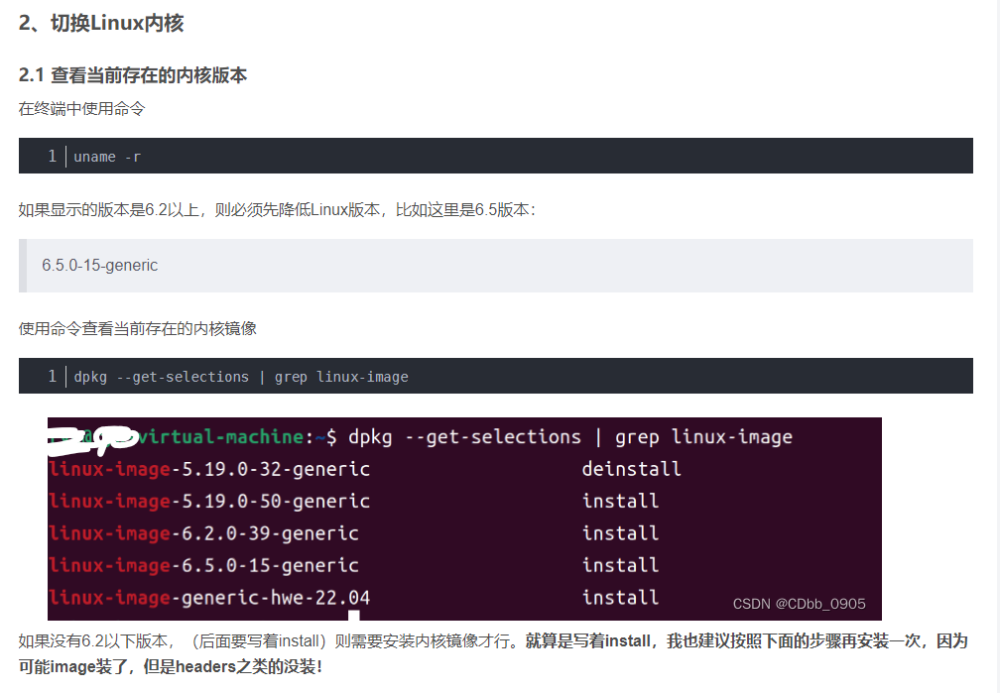 2、切换Linux内核
2.1 查看当前存在的内核版本
在终端中使用命令
1 uname -r
如果显示的版本是6.2以上，则必须先降低Linux版本，比如这里是6.5版本：
6.5.0-15-generic
使用命令查看当前存在的内核镜像
1 dpkg --get-selections | grep linux-image
virtual-machine:~$ dpkg --get-selections | grep linux-image
linux-image-5.19.0-32-generic deinstall
linux-image-5.19.0-50-generic install
linux-image-6.2.0-39-generic install
linux-image-6.5.0-15-generic install
linux-image-generic-hwe-22.04 install
CSDN @CDbb_0905
如果没有6.2以下版本，（后面要写着install）则需要安装内核镜像才行。就算是写着install，我也建议按照下面的步骤再安装一次，因为
可能image装了，但是headers之类的没装！